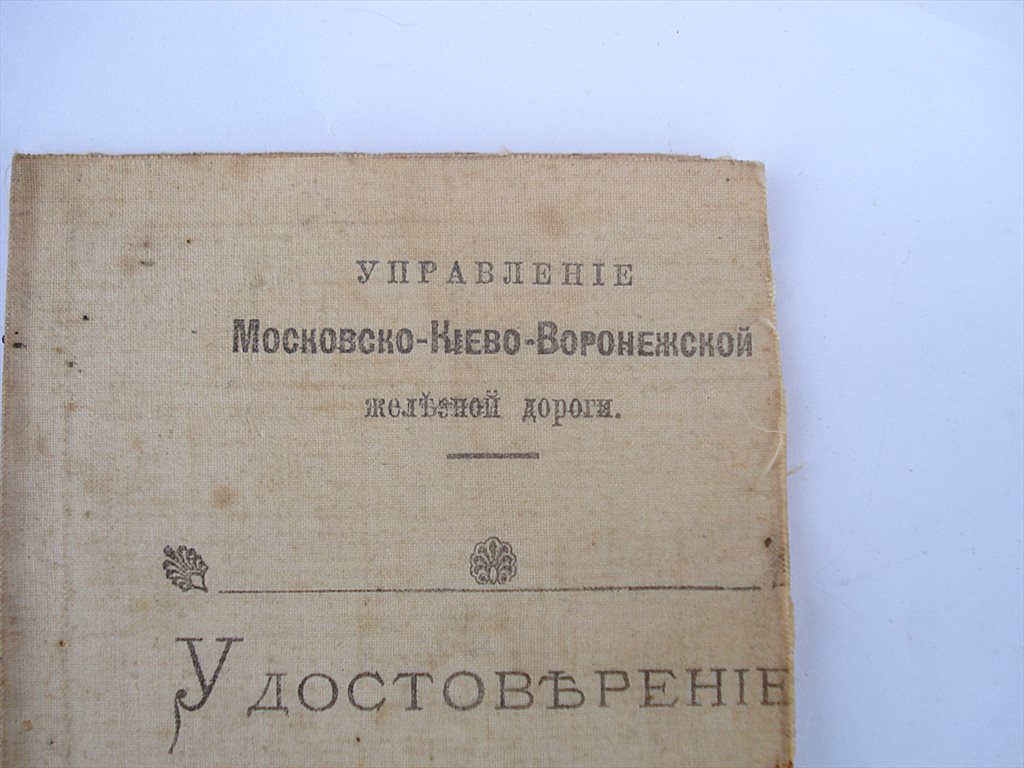 УПРАВЛЕНІЕ
Московско-Кіево-Воронежской
желѣзной дороги.
Удостовѣреніе